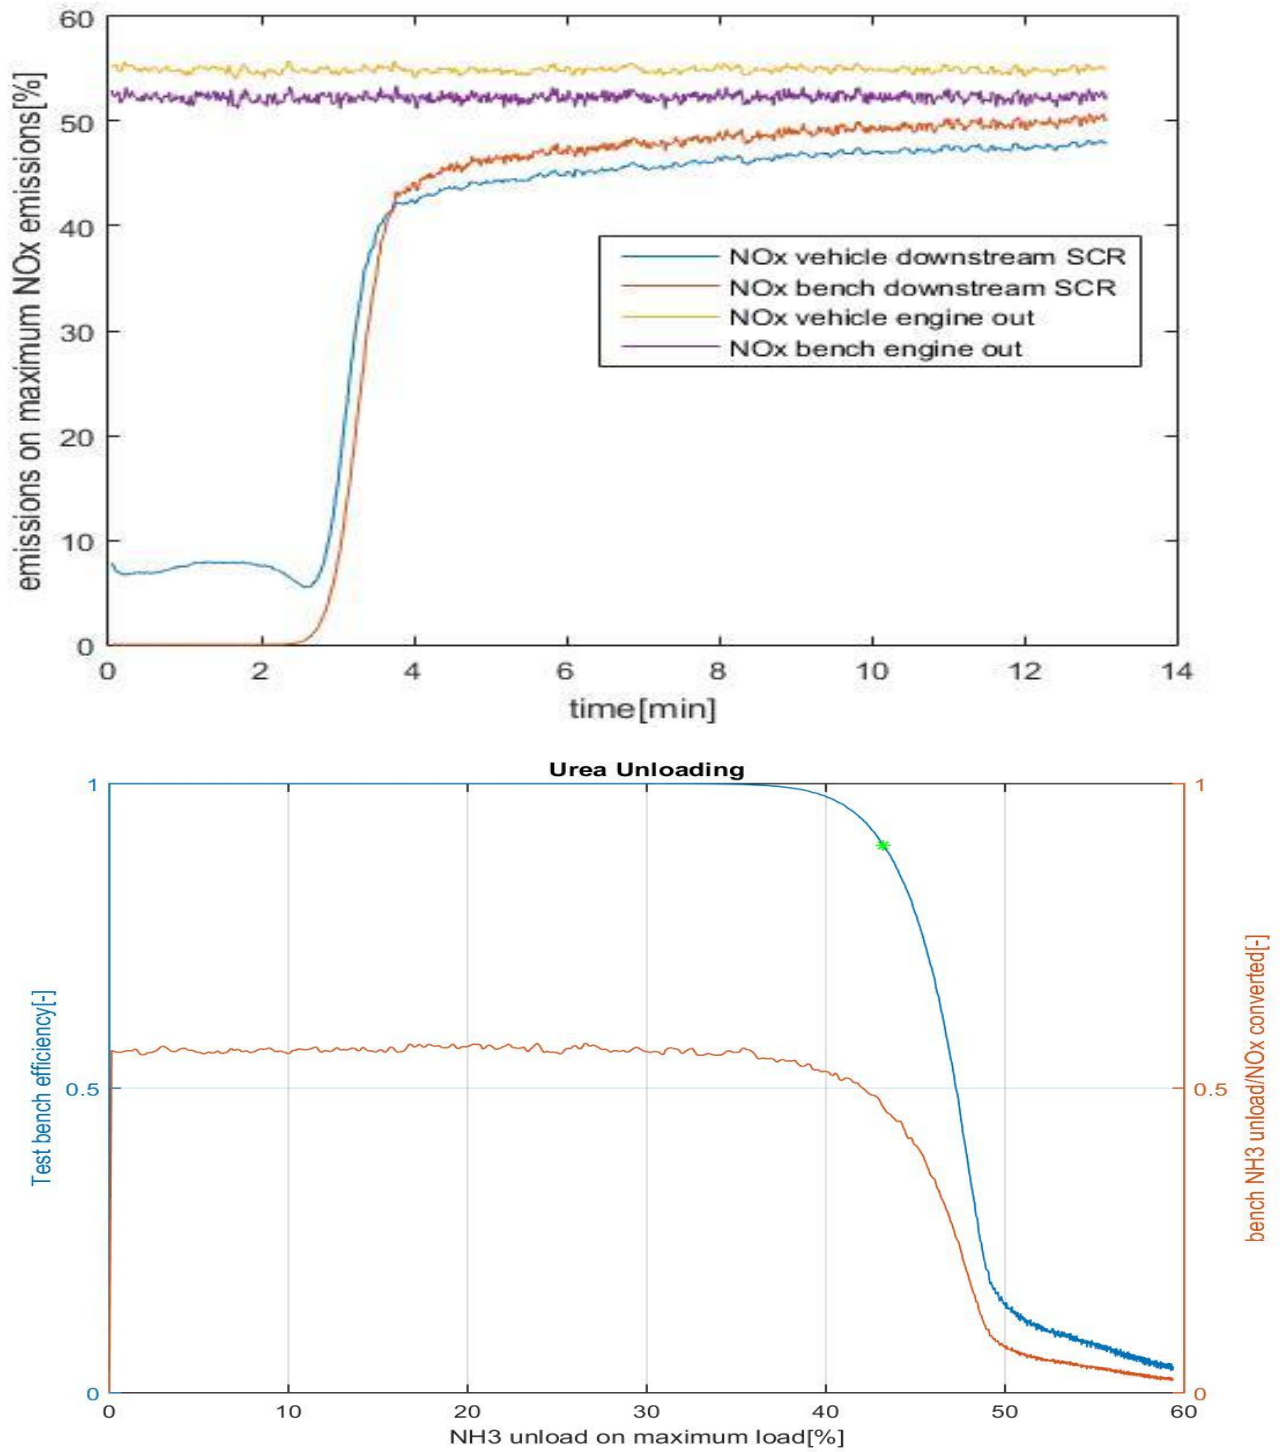 emissions on maximum NOx emissions[%]
60
50
40
30
20
10
0
NOx vehicle downstream SCR
NOx bench downstream SCR
NOx vehicle engine out
NOx bench engine out
0 2 4 6 8 10 12 14
time[min]
Urea Unloading
Test bench efficiency[-]
1
0.5
0
1
0.5
0
bench NH3 unload/NOx converted[-]
0 10 20 30 40 50 60
NH3 unload on maximum load[%]